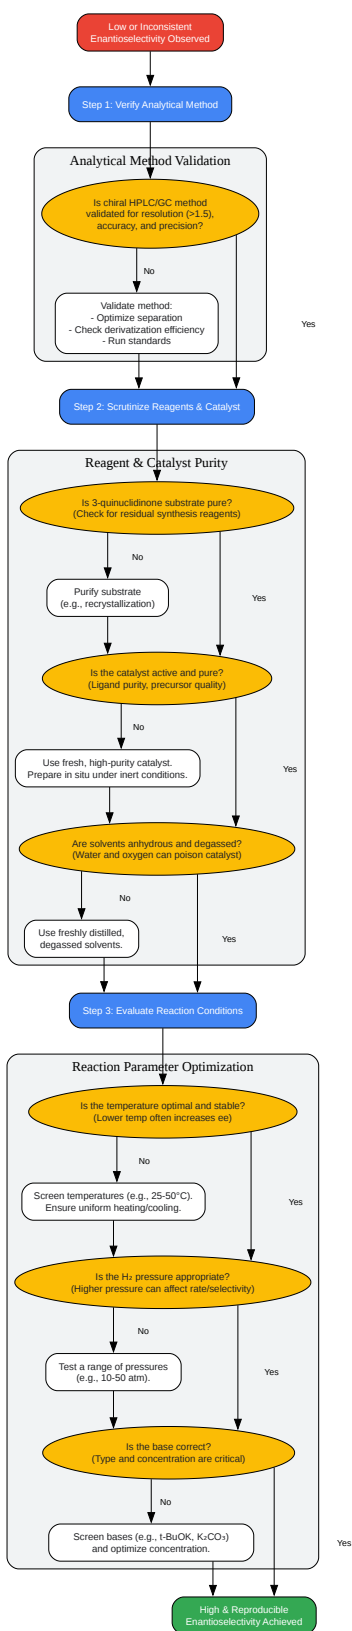 Low or Inconsistent
Enantioselectivity Observed
Step 1: Verify Analytical Method
Analytical Method Validation
Is chiral HPLC/GC method
validated for resolution (>1.5),
accuracy, and precision?
No
Validate method:
- Optimize separation
- Check derivatization efficiency
- Run standards
Yes
Step 2: Scrutinize Reagents & Catalyst
Reagent & Catalyst Purity
Is 3-quinuclidinone substrate pure?
(Check for residual synthesis reagents)
No
Purify substrate
(e.g., recrystallization)
Yes
Is the catalyst active and pure?
(Ligand purity, precursor quality)
No
Use fresh, high-purity catalyst.
Prepare in situ under inert conditions.
Yes
Are solvents anhydrous and degassed?
(Water and oxygen can poison catalyst)
No
Use freshly distilled,
degassed solvents.
Yes
Step 3: Evaluate Reaction Conditions
Reaction Parameter Optimization
Is the temperature optimal and stable?
(Lower temp often increases ee)
No
Screen temperatures (e.g., 25-50°C).
Ensure uniform heating/cooling.
Yes
Is the H₂ pressure appropriate?
(Higher pressure can affect rate/selectivity)
No
Test a range of pressures
(e.g., 10-50 atm).
Yes
Is the base correct?
(Type and concentration are critical)
No
Screen bases (e.g., t-BuOK, K₂CO₃)
and optimize concentration.
Yes
High & Reproducible
Enantioselectivity Achieved